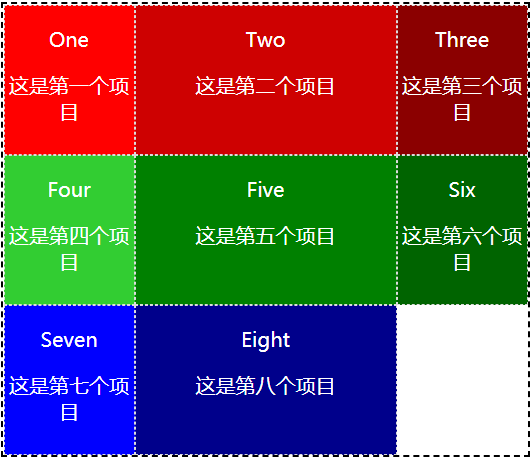 One
这是第一个项
目
Two
这是第二个项目
Three
这是第三个项
目
Four
这是第四个项
目
Five
这是第五个项目
Six
这是第六个项
目
Seven
这是第七个项
目
Eight
这是第八个项目